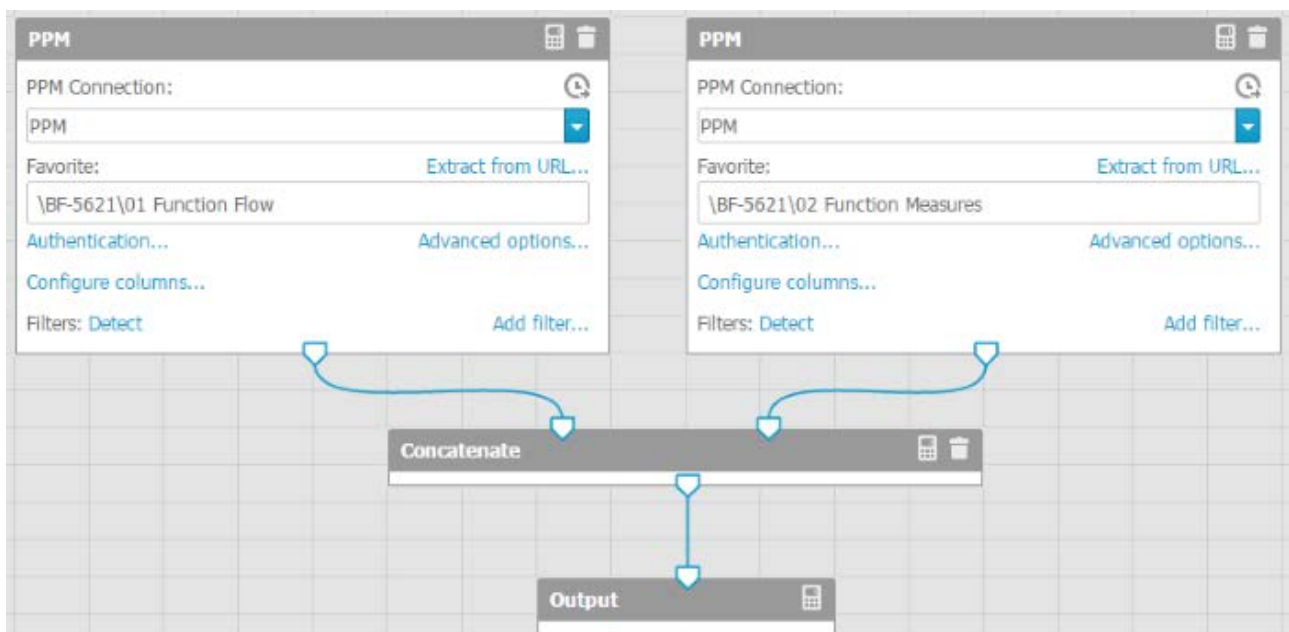 PPM
PPM Connection:
PPM
Favorite: Extract from URL...
\BF-5621\01 Function Flow
Authentication... Advanced options...
Configure columns...
Filters: Detect Add filter...
PPM
PPM Connection:
PPM
Favorite: Extract from URL...
\BF-5621\02 Function Measures
Authentication... Advanced options...
Configure columns...
Filters: Detect Add filter...
Concatenate
Output